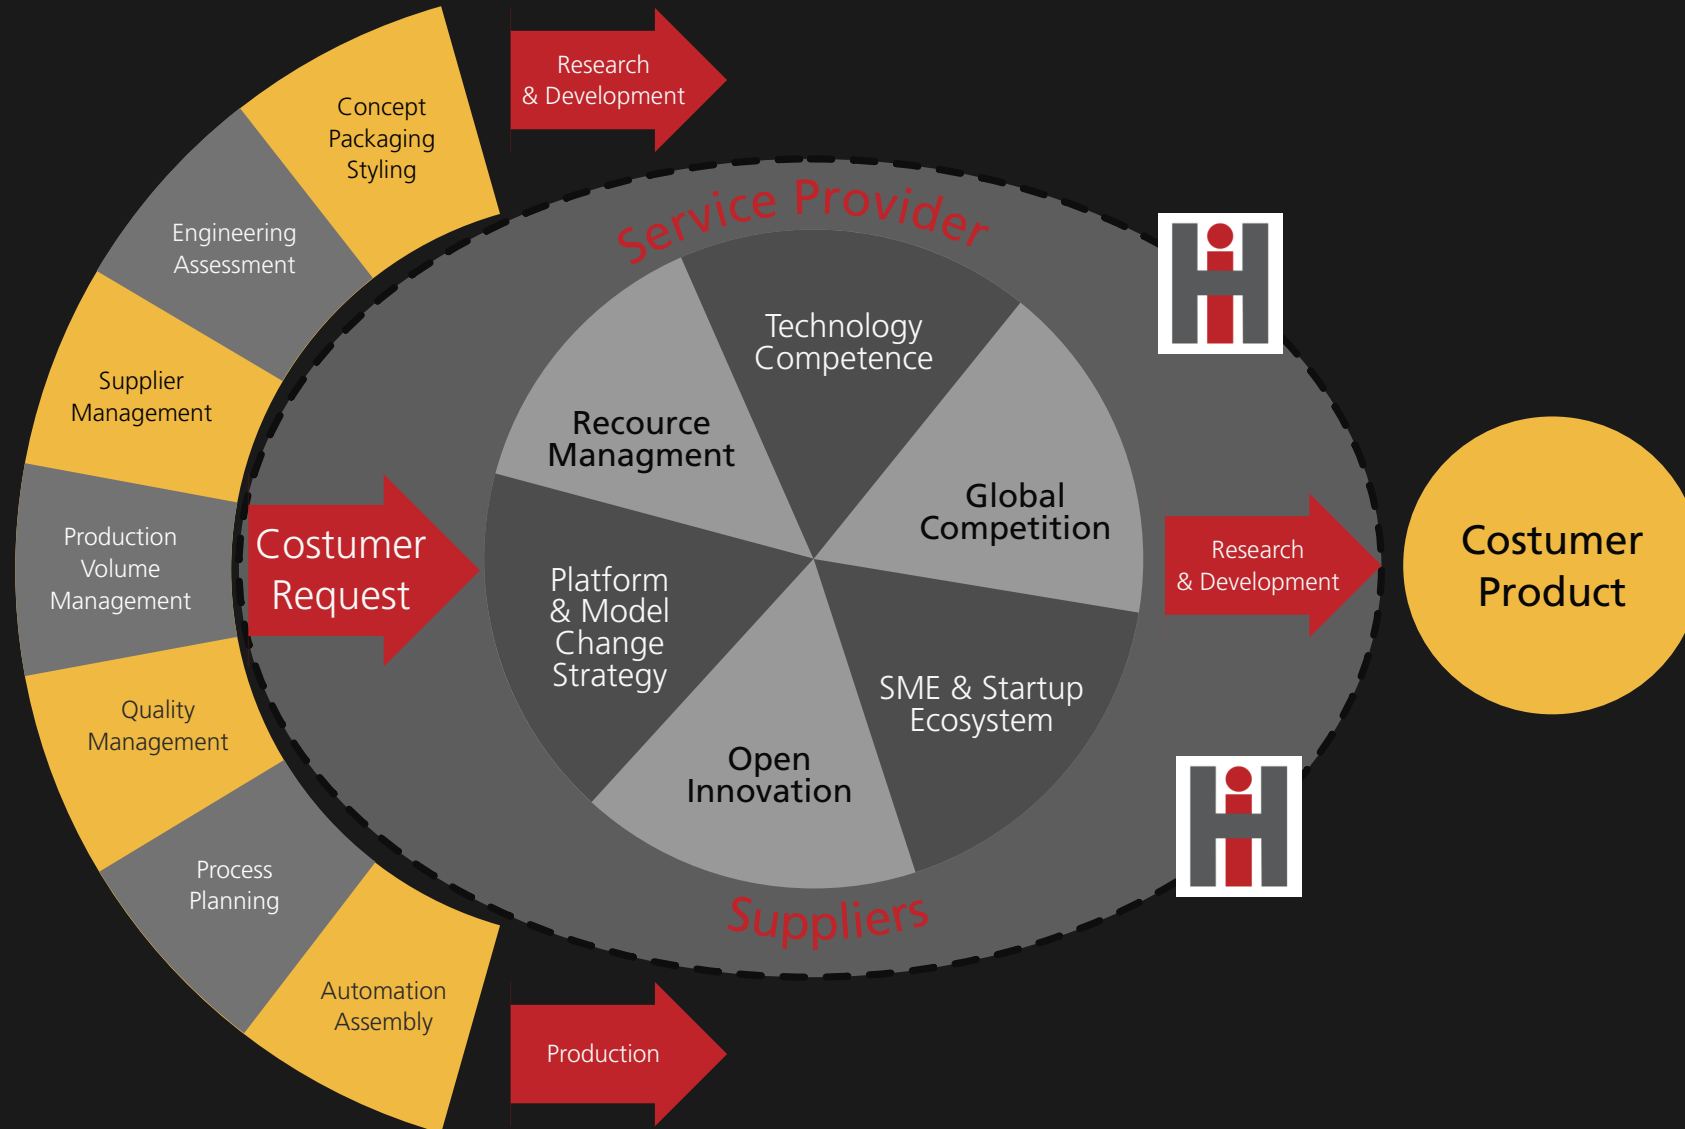 Concept
Packaging
Styling
Engineering
Assessment
Supplier
Management
Production
Volume
Management
Quality
Management
Process
Planning
Automation
Assembly
Research
& Development
Service Provider
Technology
Competence
Recource
Managment
Global
Competition
Platform
& Model
Change
Strategy
SME & Startup
Ecosystem
Open
Innovation
Suppliers
Costumer
Request
Research
& Development
Production
Costumer
Product